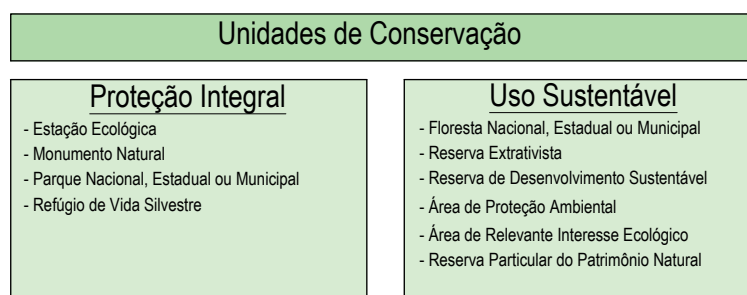 Unidades de Conservação
Proteção Integral
- Estação Ecológica
- Monumento Natural
- Parque Nacional, Estadual ou Municipal
- Refúgio de Vida Silvestre
Uso Sustentável
- Floresta Nacional, Estadual ou Municipal
- Reserva Extrativista
- Reserva de Desenvolvimento Sustentável
- Área de Proteção Ambiental
- Área de Relevante Interesse Ecológico
- Reserva Particular do Patrimônio Natural